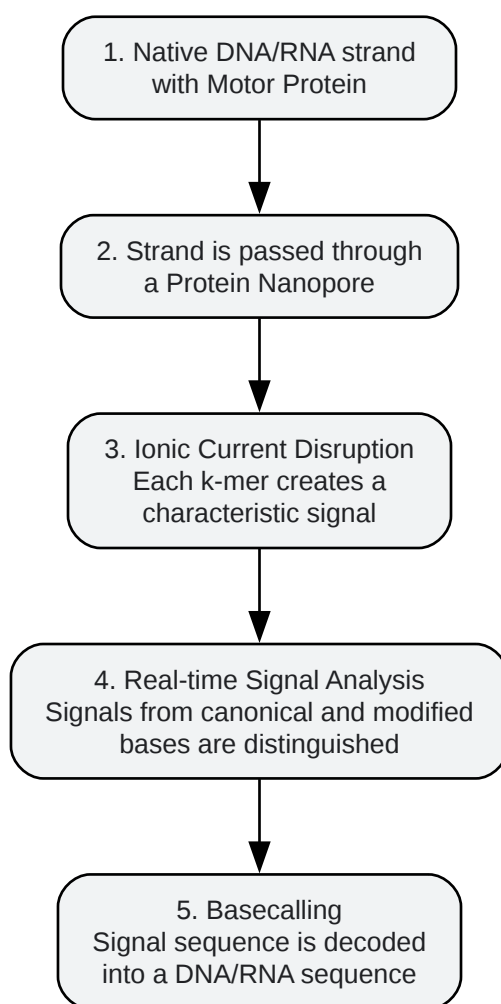 1. Native DNA/RNA strand
with Motor Protein
2. Strand is passed through
a Protein Nanopore
3. Ionic Current Disruption
Each k-mer creates a
characteristic signal
4. Real-time Signal Analysis
Signals from canonical and modified
bases are distinguished
5. Basecalling
Signal sequence is decoded
into a DNA/RNA sequence